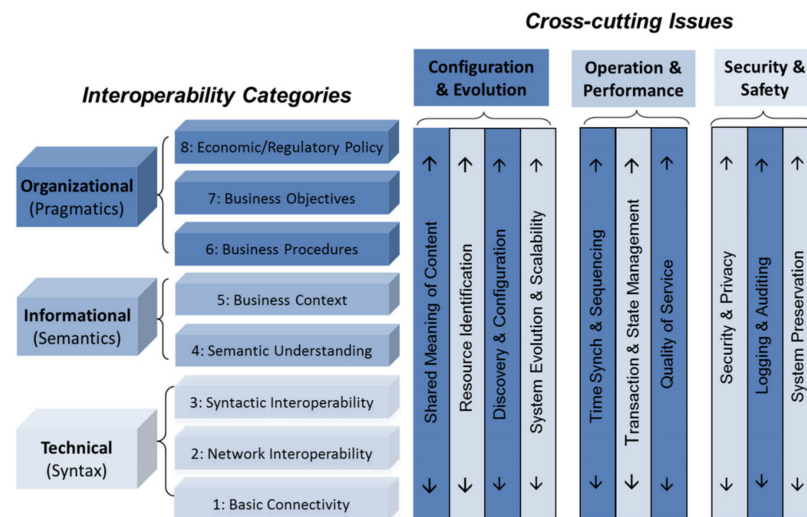 Cross-cutting Issues
Interoperability Categories
Configuration
& Evolution
Operation &
Performance
Security &
Safety
Organizational
(Pragmatics)
8: Economic/Regulatory Policy
7: Business Objectives
6: Business Procedures
Informational
(Semantics)
5: Business Context
4: Semantic Understanding
Technical
(Syntax)
3: Syntactic Interoperability
2: Network Interoperability
1: Basic Connectivity
Shared Meaning of Content
Resource Identification
Discovery & Configuration
System Evolution & Scalability
Time Synch & Sequencing
Transaction & State Management
Quality of Service
Security & Privacy
Logging & Auditing
System Preservation